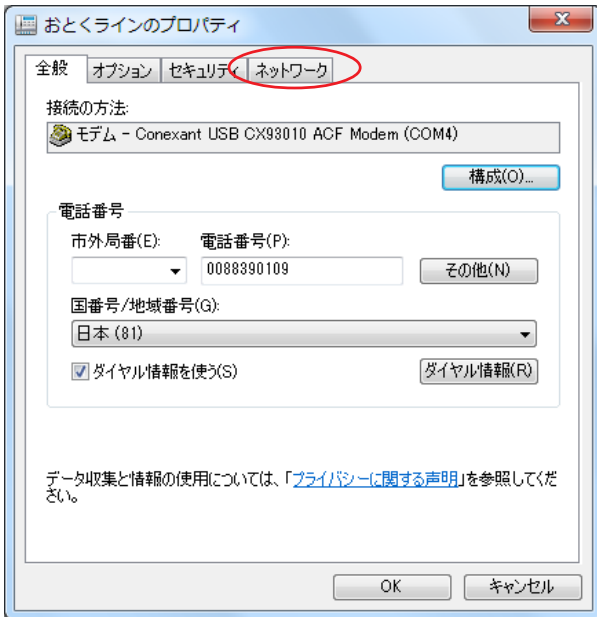 おとくラインのプロパティ
全般 オプション セキュリティ ネットワーク
接続の方法:
モデム - Conexant USB CX93010 ACF Modem (COM4)
構成(O)...
電話番号
市外局番(E): 電話番号(P):
0088390109 その他(N)
国番号/地域番号(G):
日本 (81)
ダイヤル情報を使う(S) ダイヤル情報(R)
データ収集と情報の使用については、「プライバシーに関する声明」を参照してくだ
さい。
OK キャンセル